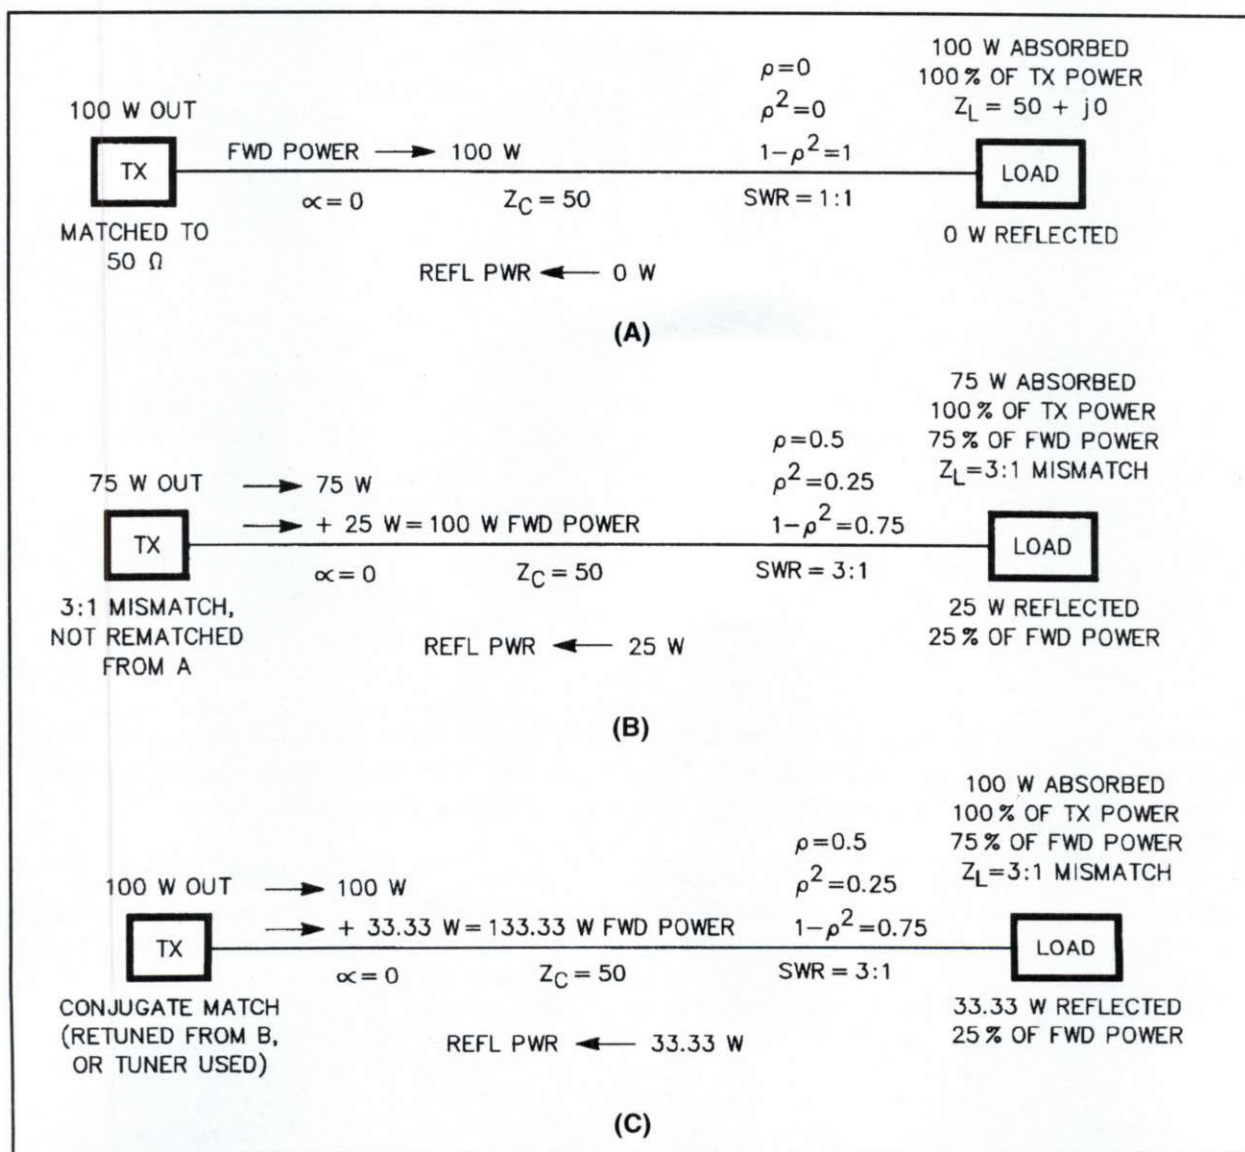 100 W ABSORBED
100% OF TX POWER
Z_L = 50 + j0
ρ=0
ρ²=0
1-ρ²=1
100 W OUT
TX
FWD POWER → 100 W
LOAD
∝=0
Z_C = 50
SWR = 1:1
MATCHED TO
50 Ω
0 W REFLECTED
REFL PWR ← 0 W
(A)
75 W ABSORBED
100% OF TX POWER
75% OF FWD POWER
Z_L=3:1 MISMATCH
ρ=0.5
ρ²=0.25
1-ρ²=0.75
75 W OUT
→ 75 W
→ + 25 W = 100 W FWD POWER
TX
LOAD
∝=0
Z_C = 50
SWR = 3:1
3:1 MISMATCH,
NOT REMATCHED
FROM A
25 W REFLECTED
25% OF FWD POWER
REFL PWR ← 25 W
(B)
100 W ABSORBED
100% OF TX POWER
75% OF FWD POWER
Z_L=3:1 MISMATCH
ρ=0.5
ρ²=0.25
1-ρ²=0.75
100 W OUT
→ 100 W
→ + 33.33 W = 133.33 W FWD POWER
TX
LOAD
∝=0
Z_C = 50
SWR = 3:1
CONJUGATE MATCH
(RETUNED FROM B,
OR TUNER USED)
33.33 W REFLECTED
25% OF FWD POWER
REFL PWR ← 33.33 W
(C)